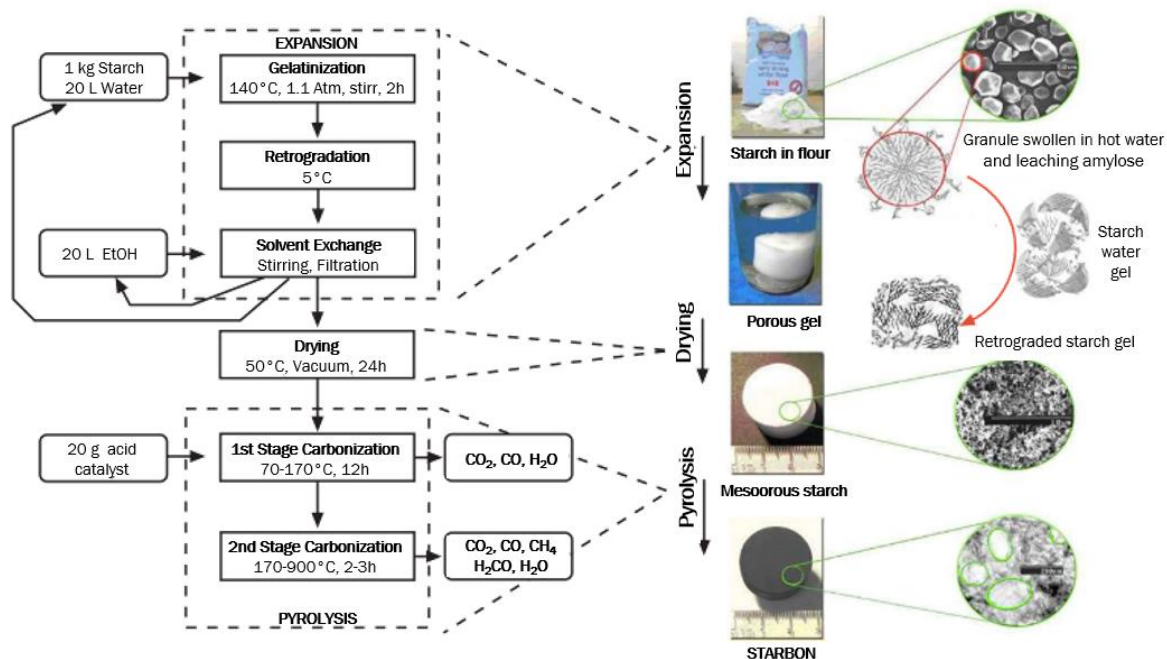 EXPANSION
1 kg Starch
20 L Water
Gelatinization
140°C, 1.1 Atm, stirr, 2h
Retrogradation
5°C
20 L EtOH
Solvent Exchange
Stirring, Filtration
Drying
50°C, Vacuum, 24h
20 g acid
catalyst
1st Stage Carbonization
70-170°C, 12h
CO₂, CO, H₂O
2nd Stage Carbonization
170-900°C, 2-3h
CO₂, CO, CH₄
H₂CO, H₂O
PYROLYSIS
Expansion
Drying
Pyrolysis
Starch in flour
Granule swollen in hot water
and leaching amylose
Starch
water
gel
Porous gel
Retrograded starch gel
Mesoorous starch
STARBON